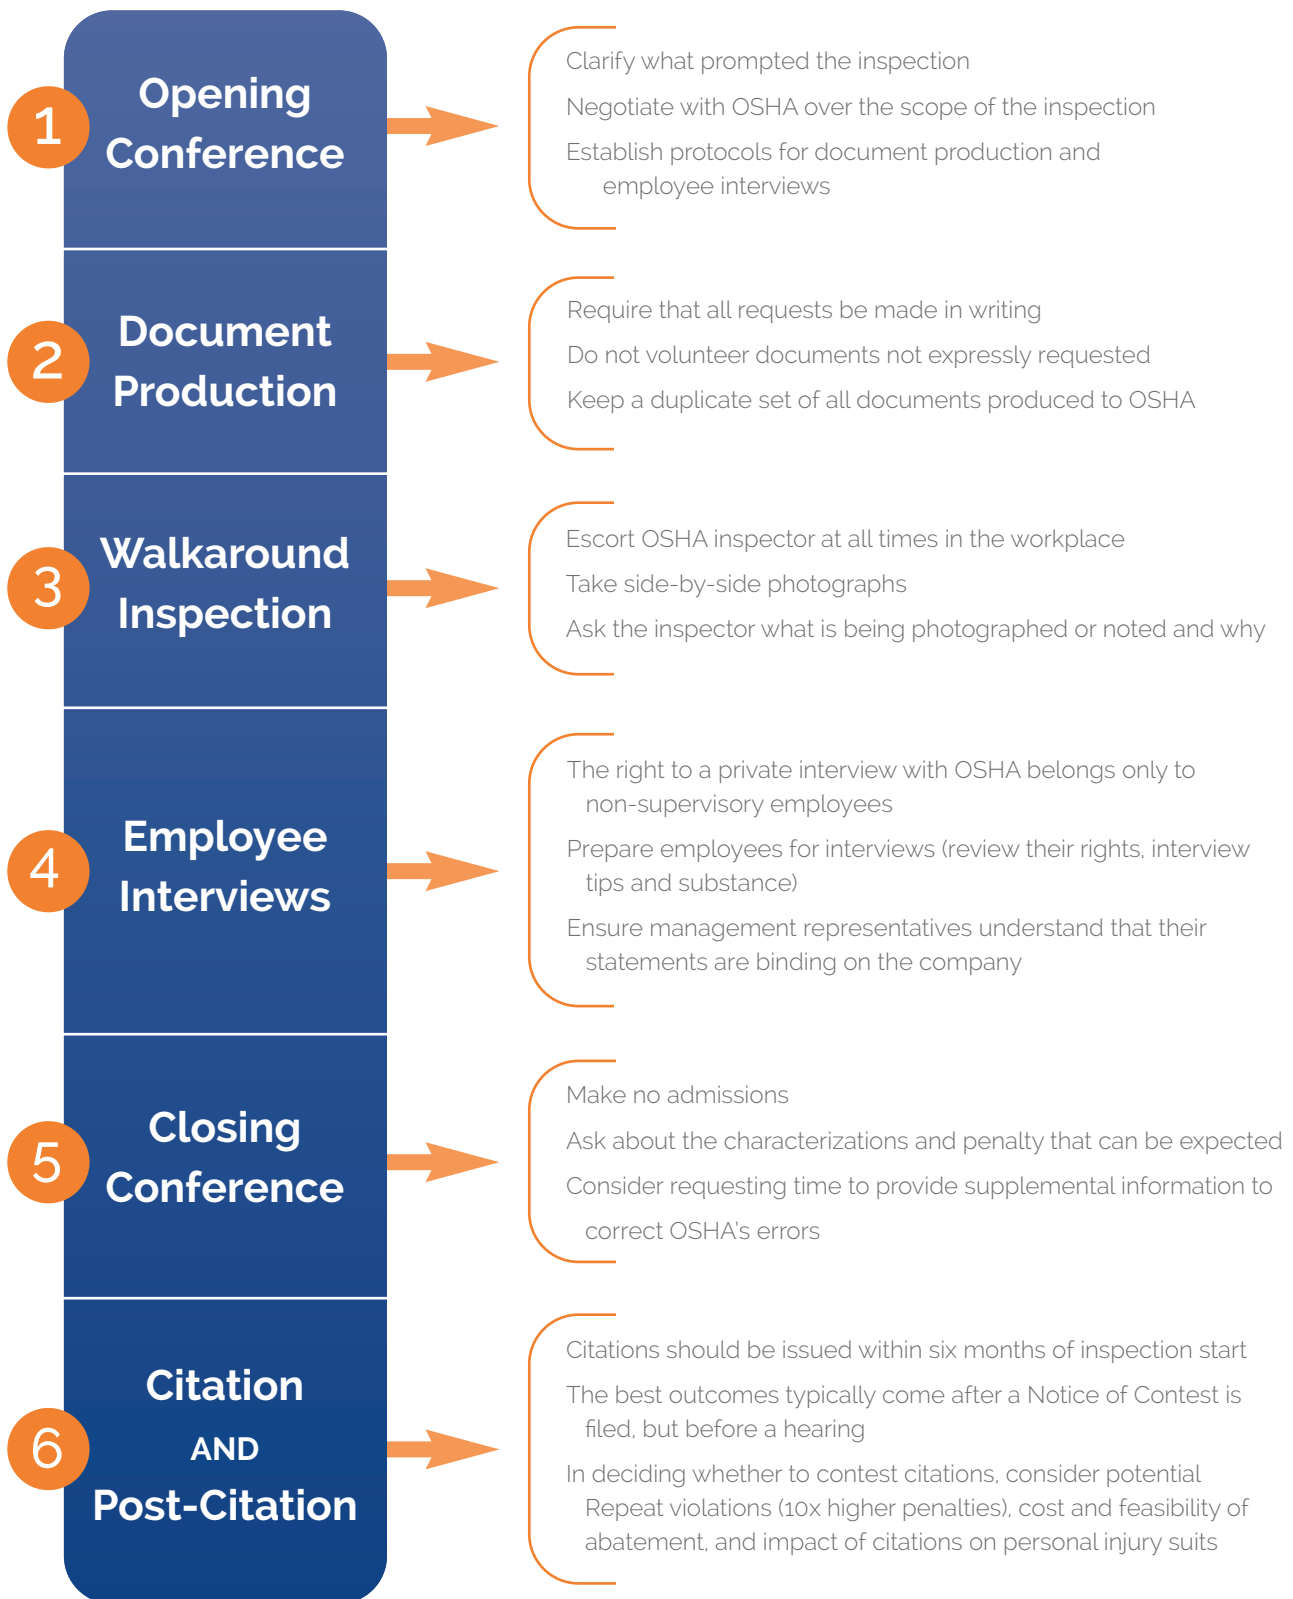 1
Opening
Conference
Clarify what prompted the inspection
Negotiate with OSHA over the scope of the inspection
Establish protocols for document production and
employee interviews
2
Document
Production
Require that all requests be made in writing
Do not volunteer documents not expressly requested
Keep a duplicate set of all documents produced to OSHA
3
Walkaround
Inspection
Escort OSHA inspector at all times in the workplace
Take side-by-side photographs
Ask the inspector what is being photographed or noted and why
4
Employee
Interviews
The right to a private interview with OSHA belongs only to
non-supervisory employees
Prepare employees for interviews (review their rights, interview
tips and substance)
Ensure management representatives understand that their
statements are binding on the company
5
Closing
Conference
Make no admissions
Ask about the characterizations and penalty that can be expected
Consider requesting time to provide supplemental information to
correct OSHA's errors
6
Citation
AND
Post-Citation
Citations should be issued within six months of inspection start
The best outcomes typically come after a Notice of Contest is
filed, but before a hearing
In deciding whether to contest citations, consider potential
Repeat violations (10x higher penalties), cost and feasibility of
abatement, and impact of citations on personal injury suits